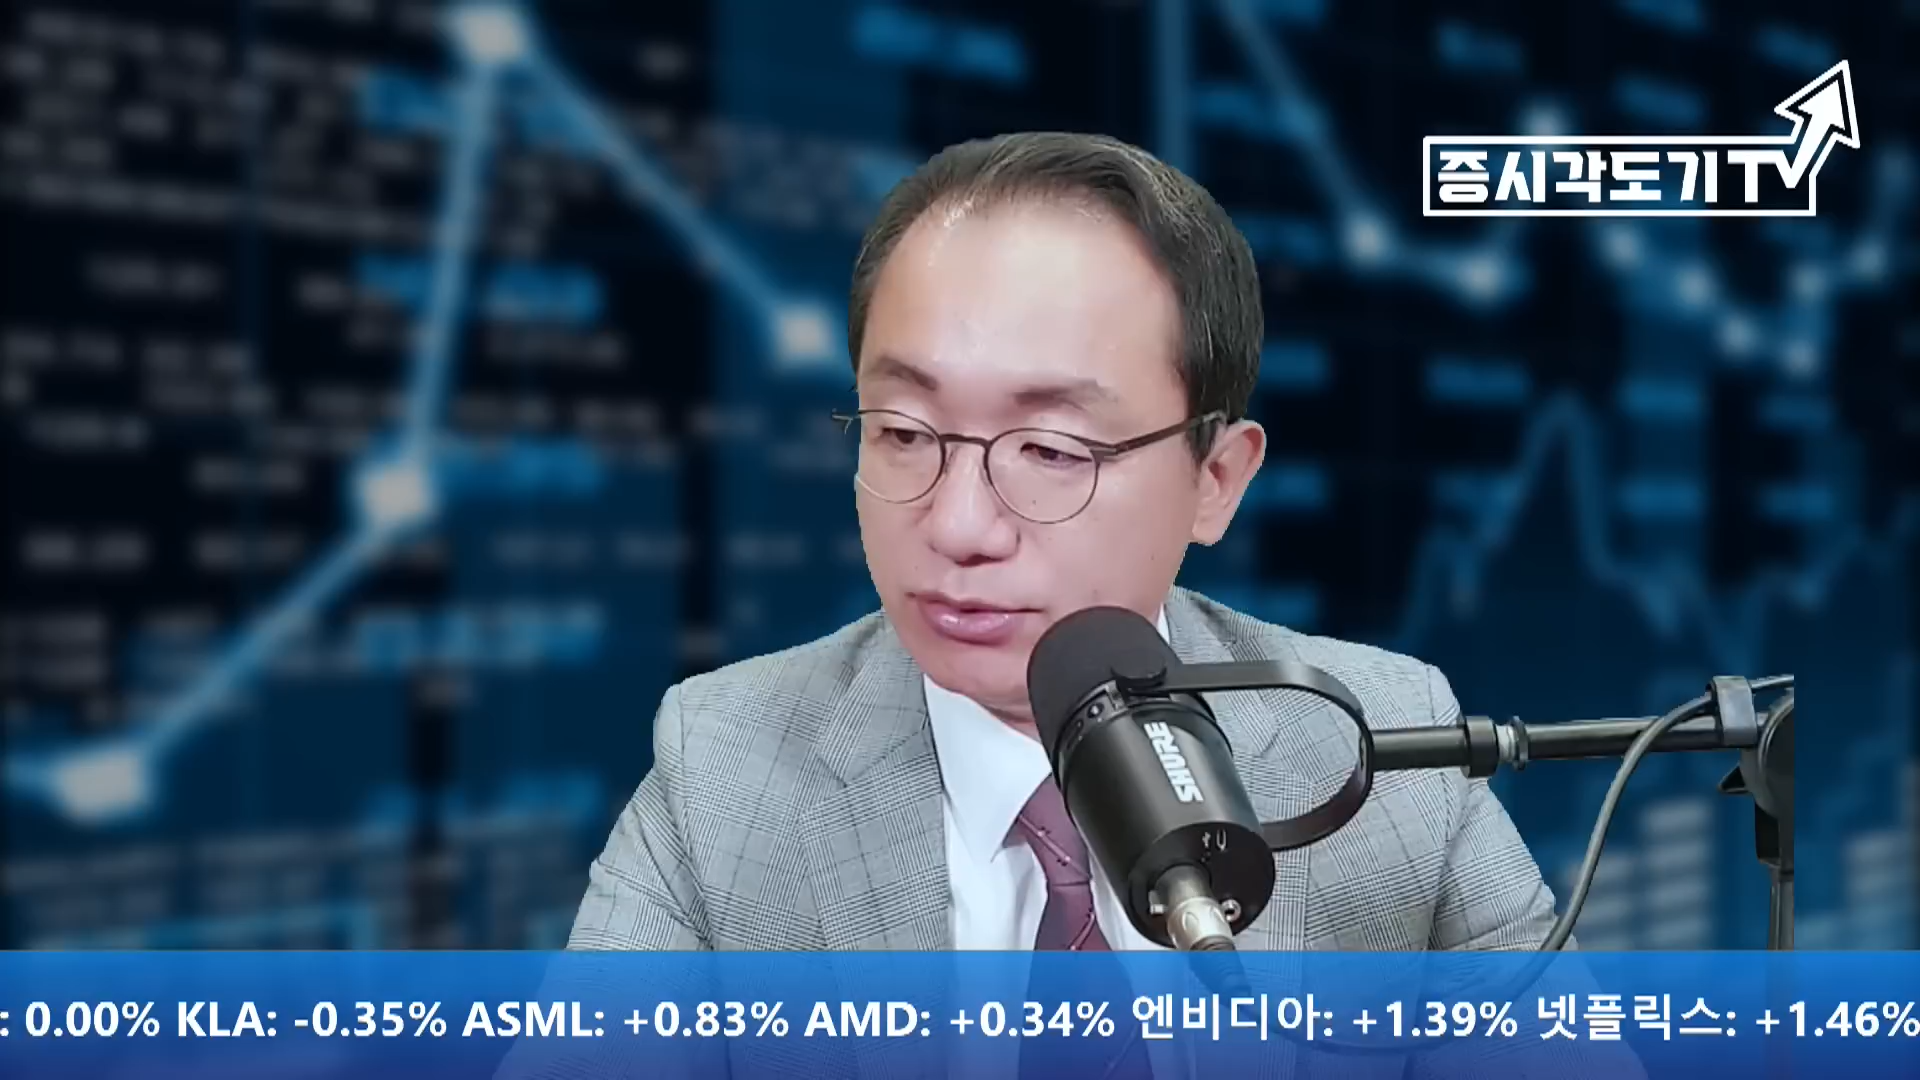 증시각도기TV
SHURE
: 0.00% KLA: -0.35% ASML: +0.83% AMD: +0.34% 엔비디아: +1.39% 넷플릭스: +1.46%